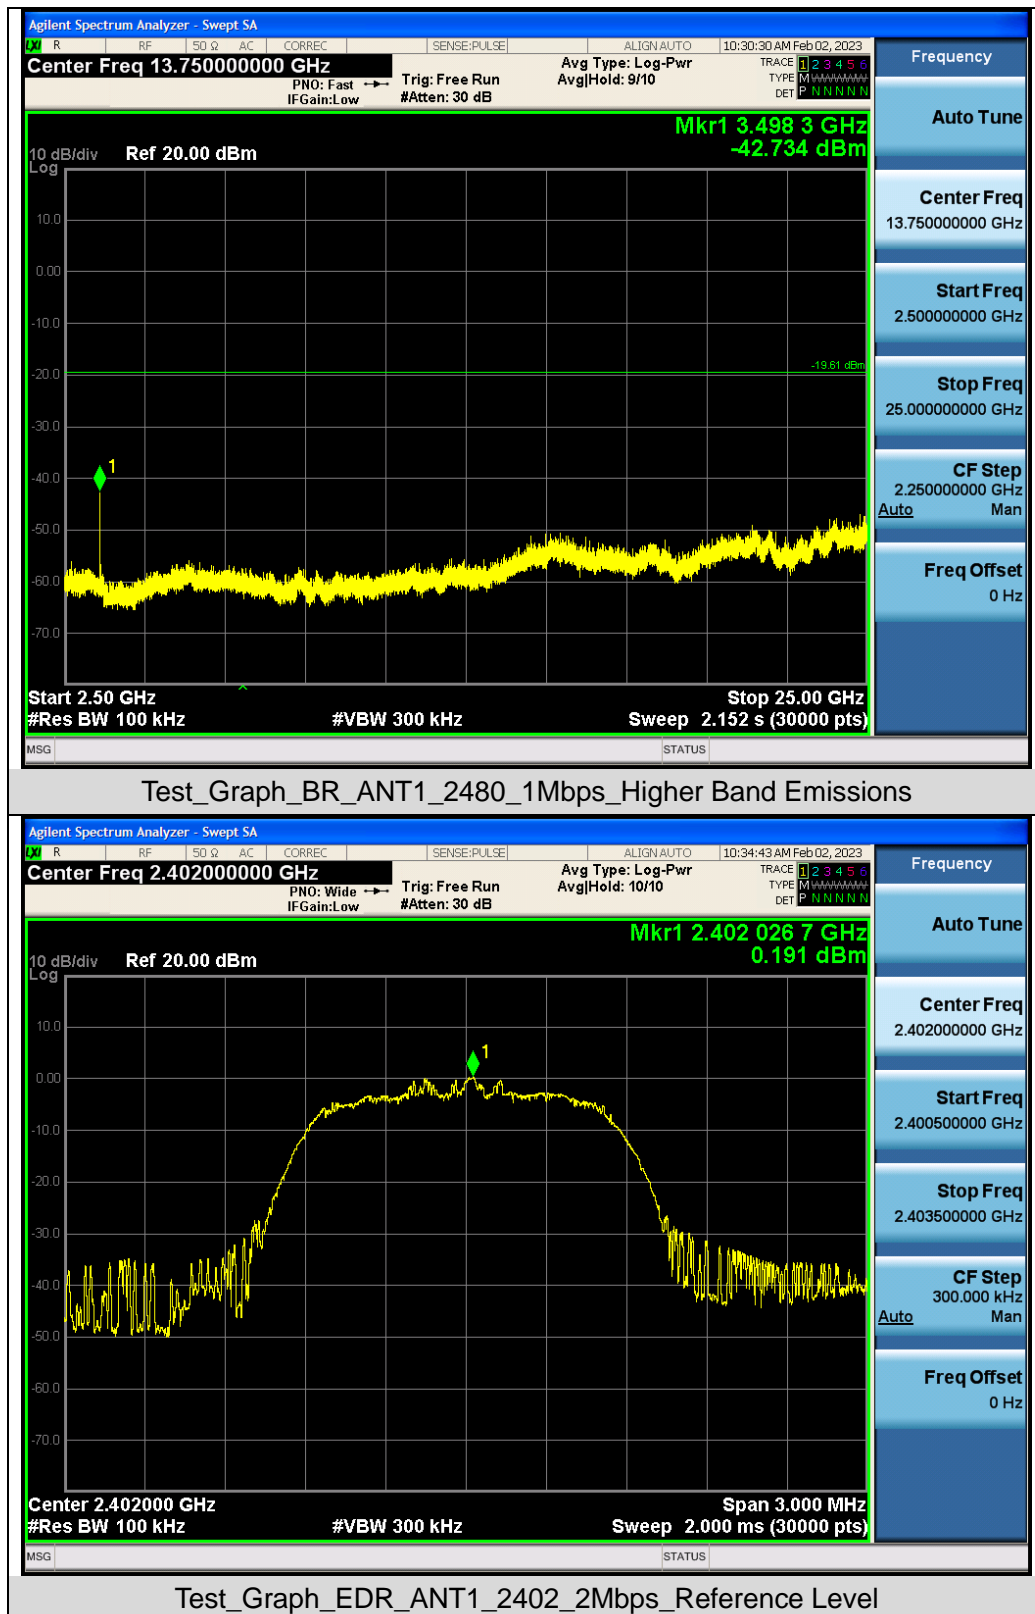 Agilent Spectrum Analyzer - Swept SA
LXI R RF 50 Ω AC CORREC SENSE:PULSE ALIGN AUTO 10:30:30 AM Feb 02, 2023
Center Freq 13.750000000 GHz
PNO: Fast
IFGain:Low
Trig: Free Run
#Atten: 30 dB
Avg Type: Log-Pwr
Avg|Hold: 9/10
TRACE 1 2 3 4 5 6
TYPE M
DET P N N N N N
Mkr1 3.498 3 GHz
-42.734 dBm
10 dB/div
Log
Ref 20.00 dBm
10.0
0.00
-10.0
-19.61 dBm
-20.0
-30.0
1
-40.0
-50.0
-60.0
-70.0
Start 2.50 GHz
Stop 25.00 GHz
#Res BW 100 kHz
#VBW 300 kHz
Sweep 2.152 s (30000 pts)
MSG
STATUS
Frequency
Auto Tune
Center Freq
13.750000000 GHz
Start Freq
2.500000000 GHz
Stop Freq
25.000000000 GHz
CF Step
2.250000000 GHz
Auto Man
Freq Offset
0 Hz
Test_Graph_BR_ANT1_2480_1Mbps_Higher Band Emissions
Agilent Spectrum Analyzer - Swept SA
LXI R RF 50 Ω AC CORREC SENSE:PULSE ALIGN AUTO 10:34:43 AM Feb 02, 2023
Center Freq 2.402000000 GHz
PNO: Wide
IFGain:Low
Trig: Free Run
#Atten: 30 dB
Avg Type: Log-Pwr
Avg|Hold: 10/10
TRACE 1 2 3 4 5 6
TYPE M
DET P N N N N N
Mkr1 2.402 026 7 GHz
0.191 dBm
10 dB/div
Log
Ref 20.00 dBm
10.0
1
0.00
-10.0
-20.0
-30.0
-40.0
-50.0
-60.0
-70.0
Center 2.402000 GHz
Span 3.000 MHz
#Res BW 100 kHz
#VBW 300 kHz
Sweep 2.000 ms (30000 pts)
MSG
STATUS
Frequency
Auto Tune
Center Freq
2.402000000 GHz
Start Freq
2.400500000 GHz
Stop Freq
2.403500000 GHz
CF Step
300.000 kHz
Auto Man
Freq Offset
0 Hz
Test_Graph_EDR_ANT1_2402_2Mbps_Reference Level